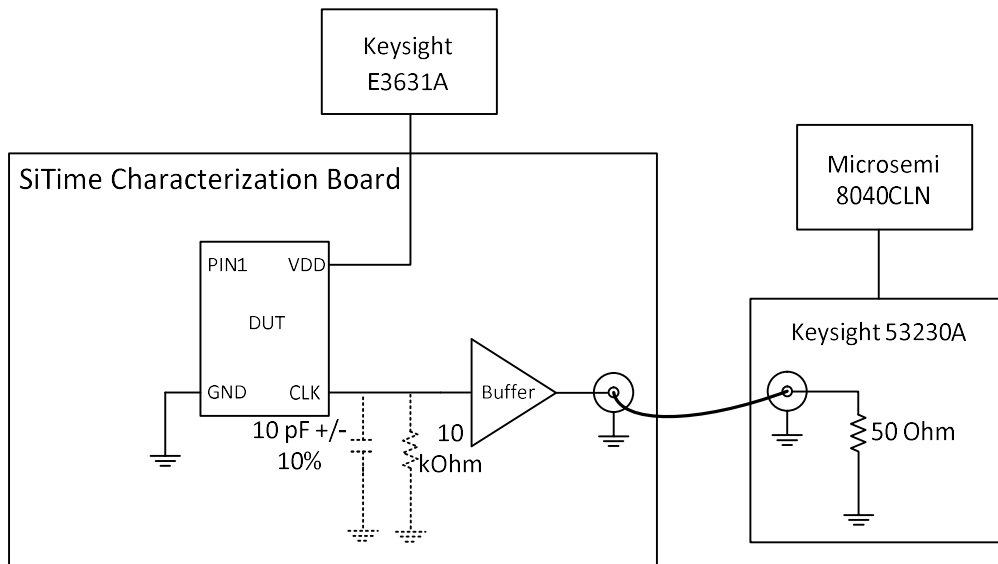 Keysight
E3631A
SiTime Characterization Board
Microsemi
8040CLN
PIN1
VDD
DUT
GND
CLK
10 pF +/-
10%
10
kOhm
Buffer
Keysight 53230A
50 Ohm